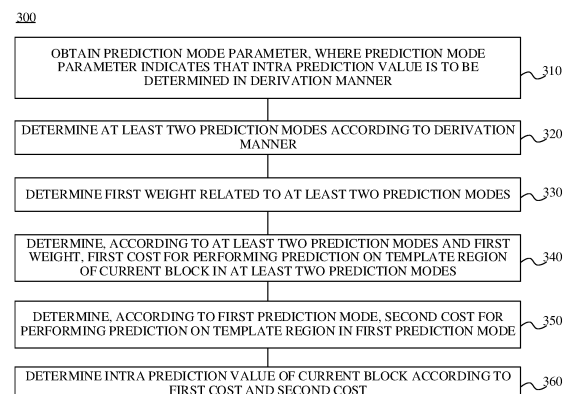 300
OBTAIN PREDICTION MODE PARAMETER, WHERE PREDICTION MODE
PARAMETER INDICATES THAT INTRA PREDICTION VALUE IS TO BE
DETERMINED IN DERIVATION MANNER
310
DETERMINE AT LEAST TWO PREDICTION MODES ACCORDING TO DERIVATION
MANNER
320
DETERMINE FIRST WEIGHT RELATED TO AT LEAST TWO PREDICTION MODES
330
DETERMINE, ACCORDING TO AT LEAST TWO PREDICTION MODES AND FIRST
WEIGHT, FIRST COST FOR PERFORMING PREDICTION ON TEMPLATE REGION
OF CURRENT BLOCK IN AT LEAST TWO PREDICTION MODES
340
DETERMINE, ACCORDING TO FIRST PREDICTION MODE, SECOND COST FOR
PERFORMING PREDICTION ON TEMPLATE REGION IN FIRST PREDICTION MODE
350
DETERMINE INTRA PREDICTION VALUE OF CURRENT BLOCK ACCORDING TO
FIRST COST AND SECOND COST
360